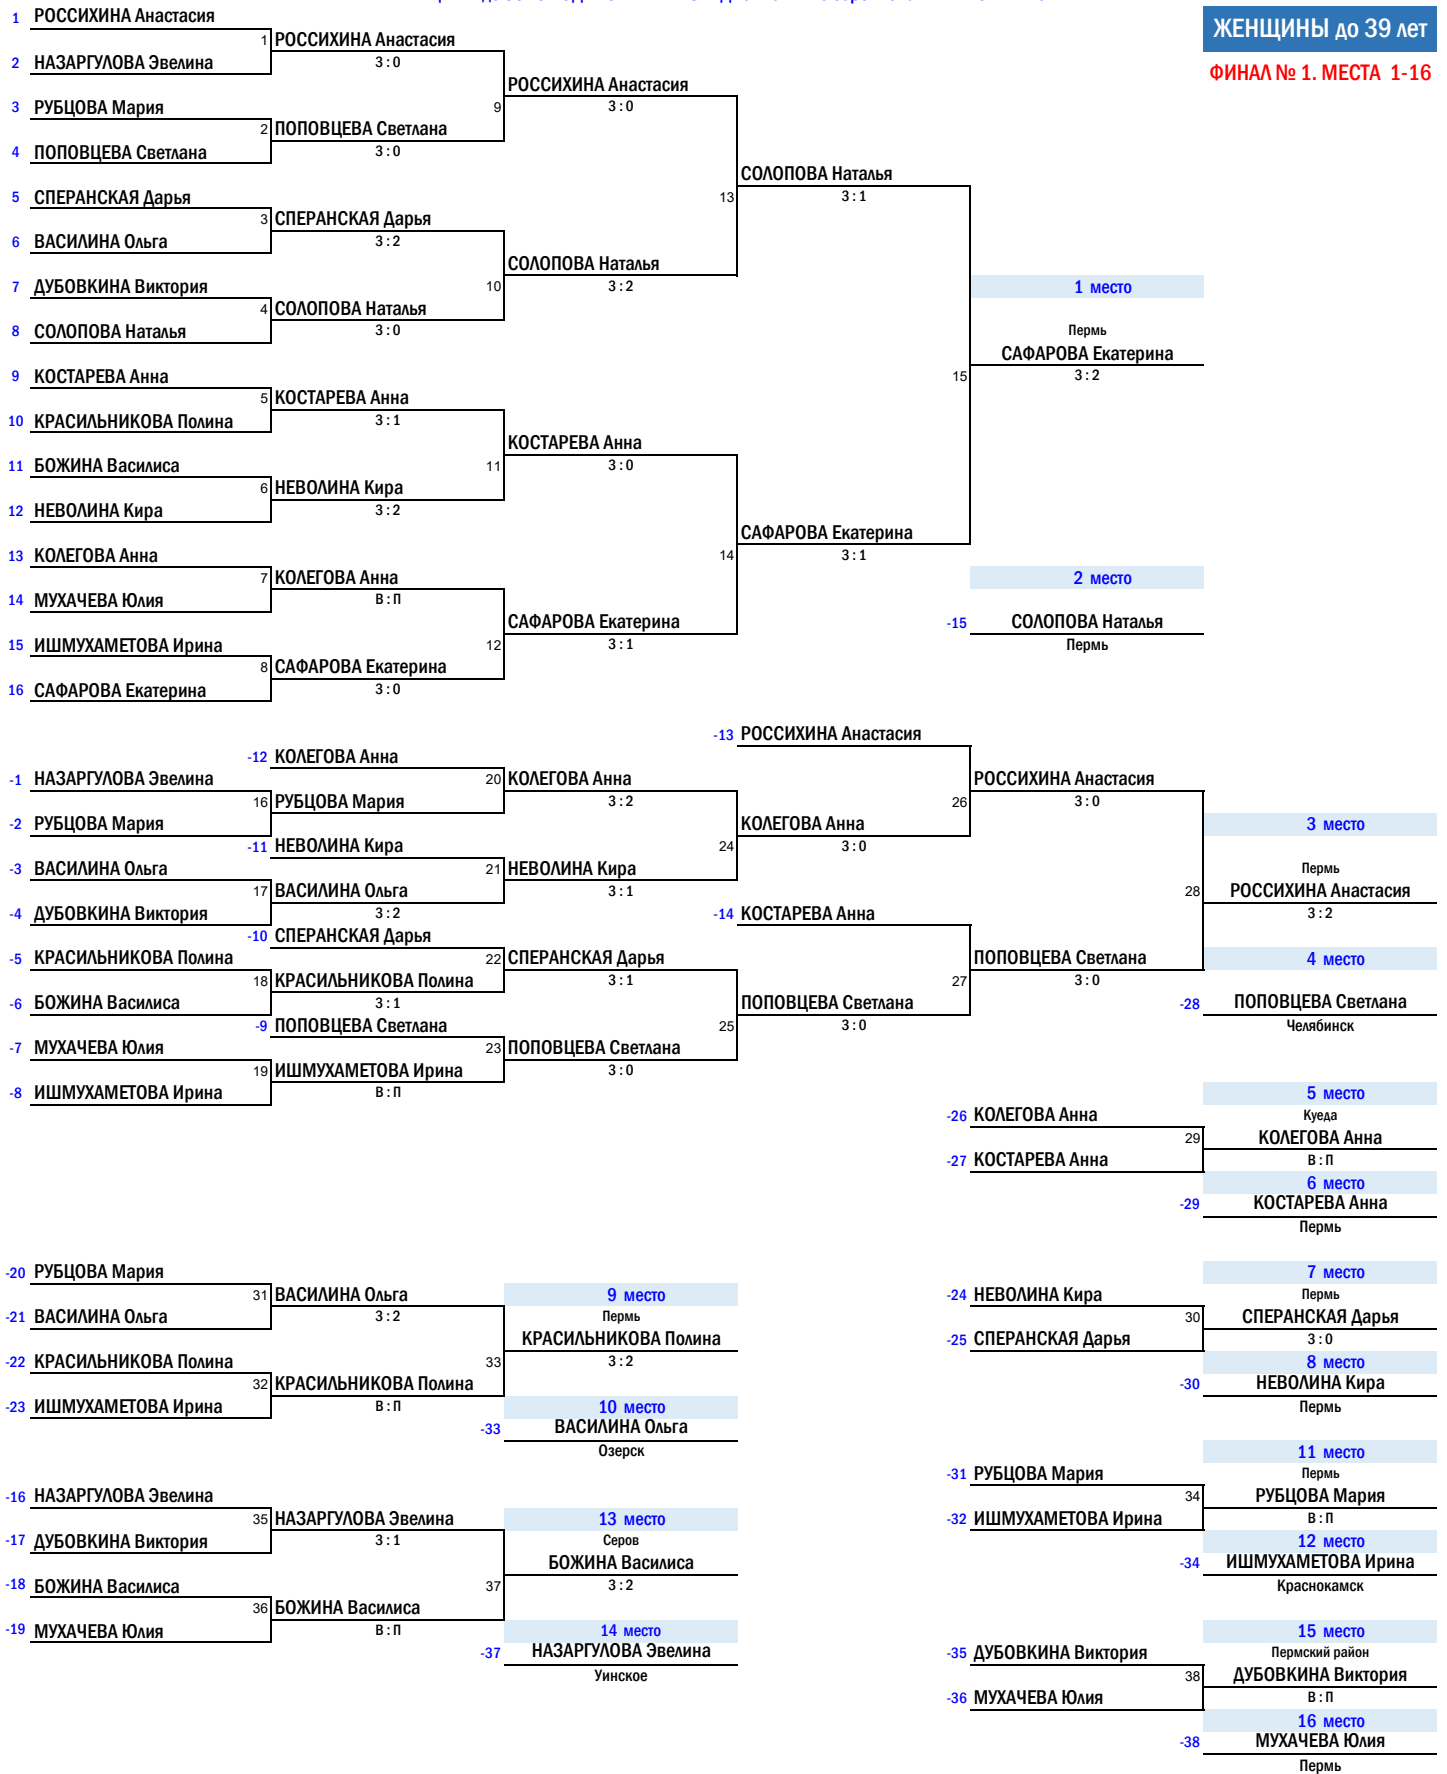 ЖЕНЩИНЫ до 39 лет
ФИНАЛ № 1. МЕСТА 1-16
1 РОССИХИНА Анастасия
1 РОССИХИНА Анастасия
3 : 0
2 НАЗАРГУЛОВА Эвелина
9 РОССИХИНА Анастасия
3 : 0
3 РУБЦОВА Мария
2 ПОПОВЦЕВА Светлана
3 : 0
4 ПОПОВЦЕВА Светлана
13 СОЛОПОВА Наталья
3 : 1
5 СПЕРАНСКАЯ Дарья
3 СПЕРАНСКАЯ Дарья
3 : 2
6 ВАСИЛИНА Ольга
10 СОЛОПОВА Наталья
3 : 2
7 ДУБОВКИНА Виктория
4 СОЛОПОВА Наталья
3 : 0
8 СОЛОПОВА Наталья
1 место
Пермь
15 САФАРОВА Екатерина
3 : 2
9 КОСТАРЕВА Анна
5 КОСТАРЕВА Анна
3 : 1
10 КРАСИЛЬНИКОВА Полина
11 КОСТАРЕВА Анна
3 : 0
11 БОЖИНА Василиса
6 НЕВОЛИНА Кира
3 : 2
12 НЕВОЛИНА Кира
14 САФАРОВА Екатерина
3 : 1
13 КОЛЕГОВА Анна
7 КОЛЕГОВА Анна
В : П
14 МУХАЧЕВА Юлия
12 САФАРОВА Екатерина
3 : 1
15 ИШМУХАМЕТОВА Ирина
8 САФАРОВА Екатерина
3 : 0
16 САФАРОВА Екатерина
2 место
-15 СОЛОПОВА Наталья
Пермь
-13 РОССИХИНА Анастасия
-12 КОЛЕГОВА Анна
-1 НАЗАРГУЛОВА Эвелина
20 КОЛЕГОВА Анна
3 : 2
26 РОССИХИНА Анастасия
3 : 0
16 РУБЦОВА Мария
-2 РУБЦОВА Мария
24 КОЛЕГОВА Анна
3 : 0
3 место
-11 НЕВОЛИНА Кира
-3 ВАСИЛИНА Ольга
21 НЕВОЛИНА Кира
3 : 1
Пермь
28 РОССИХИНА Анастасия
3 : 2
17 ВАСИЛИНА Ольга
3 : 2
-4 ДУБОВКИНА Виктория
-14 КОСТАРЕВА Анна
-10 СПЕРАНСКАЯ Дарья
-5 КРАСИЛЬНИКОВА Полина
22 СПЕРАНСКАЯ Дарья
3 : 1
27 ПОПОВЦЕВА Светлана
3 : 0
4 место
18 КРАСИЛЬНИКОВА Полина
3 : 1
-6 БОЖИНА Василиса
25 ПОПОВЦЕВА Светлана
3 : 0
-28 ПОПОВЦЕВА Светлана
Челябинск
-9 ПОПОВЦЕВА Светлана
-7 МУХАЧЕВА Юлия
23 ПОПОВЦЕВА Светлана
3 : 0
19 ИШМУХАМЕТОВА Ирина
В : П
-8 ИШМУХАМЕТОВА Ирина
5 место
-26 КОЛЕГОВА Анна
Куеда
29 КОЛЕГОВА Анна
В : П
-27 КОСТАРЕВА Анна
6 место
-29 КОСТАРЕВА Анна
Пермь
-20 РУБЦОВА Мария
31 ВАСИЛИНА Ольга
3 : 2
-21 ВАСИЛИНА Ольга
9 место
Пермь
33 КРАСИЛЬНИКОВА Полина
3 : 2
-22 КРАСИЛЬНИКОВА Полина
32 КРАСИЛЬНИКОВА Полина
В : П
-23 ИШМУХАМЕТОВА Ирина
10 место
-33 ВАСИЛИНА Ольга
Озерск
7 место
-24 НЕВОЛИНА Кира
Пермь
30 СПЕРАНСКАЯ Дарья
3 : 0
-25 СПЕРАНСКАЯ Дарья
8 место
-30 НЕВОЛИНА Кира
Пермь
11 место
-31 РУБЦОВА Мария
Пермь
34 РУБЦОВА Мария
В : П
-32 ИШМУХАМЕТОВА Ирина
12 место
-34 ИШМУХАМЕТОВА Ирина
Краснокамск
-16 НАЗАРГУЛОВА Эвелина
35 НАЗАРГУЛОВА Эвелина
3 : 1
-17 ДУБОВКИНА Виктория
13 место
Серов
37 БОЖИНА Василиса
3 : 2
-18 БОЖИНА Василиса
36 БОЖИНА Василиса
В : П
-19 МУХАЧЕВА Юлия
14 место
-37 НАЗАРГУЛОВА Эвелина
Уинское
15 место
-35 ДУБОВКИНА Виктория
Пермский район
38 ДУБОВКИНА Виктория
В : П
-36 МУХАЧЕВА Юлия
16 место
-38 МУХАЧЕВА Юлия
Пермь